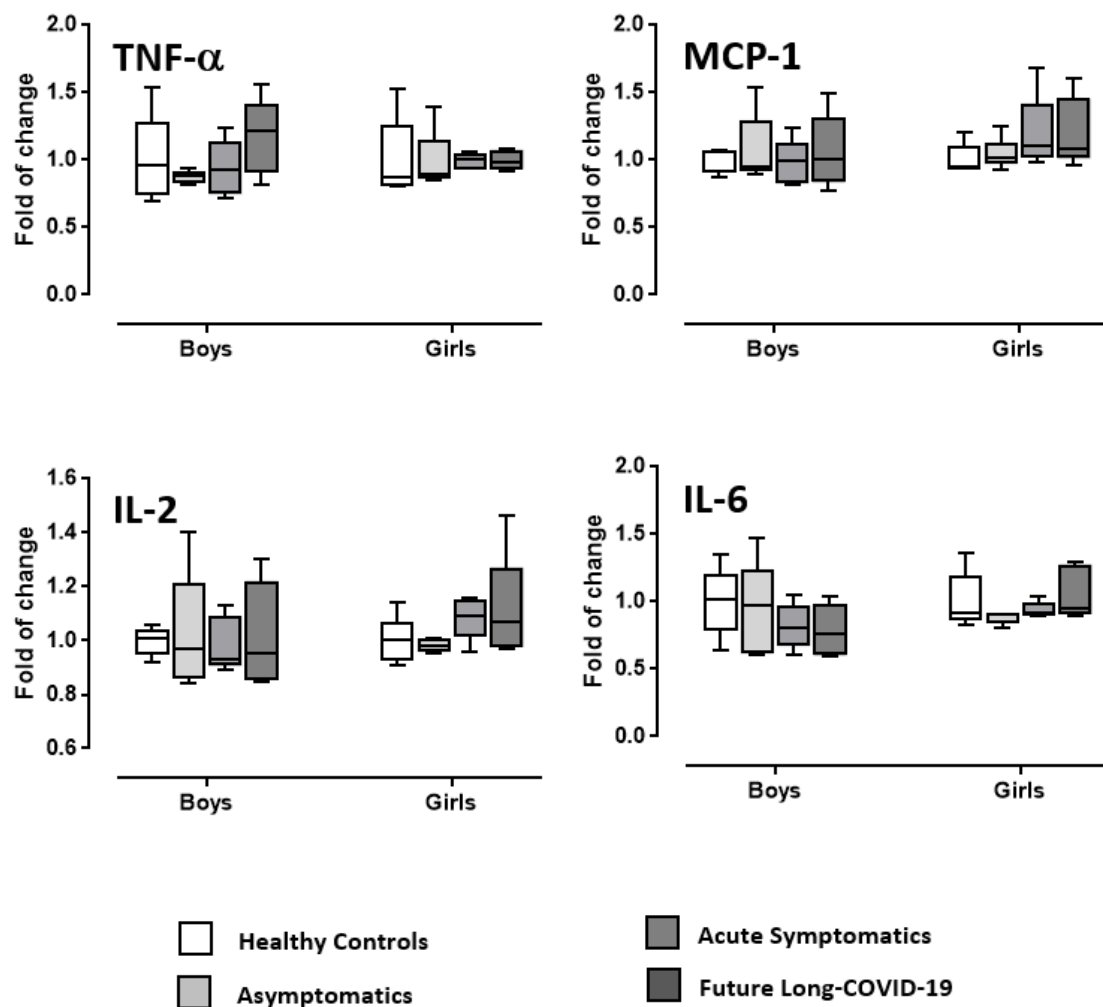 TNF-α
Fold of change
2.0
1.5
1.0
0.5
0.0
Boys Girls
MCP-1
Fold of change
2.0
1.5
1.0
0.5
0.0
Boys Girls
IL-2
Fold of change
1.6
1.4
1.2
1.0
0.8
0.6
Boys Girls
IL-6
Fold of change
2.0
1.5
1.0
0.5
0.0
Boys Girls
Healthy Controls
Asymptomatics
Acute Symptomatics
Future Long-COVID-19